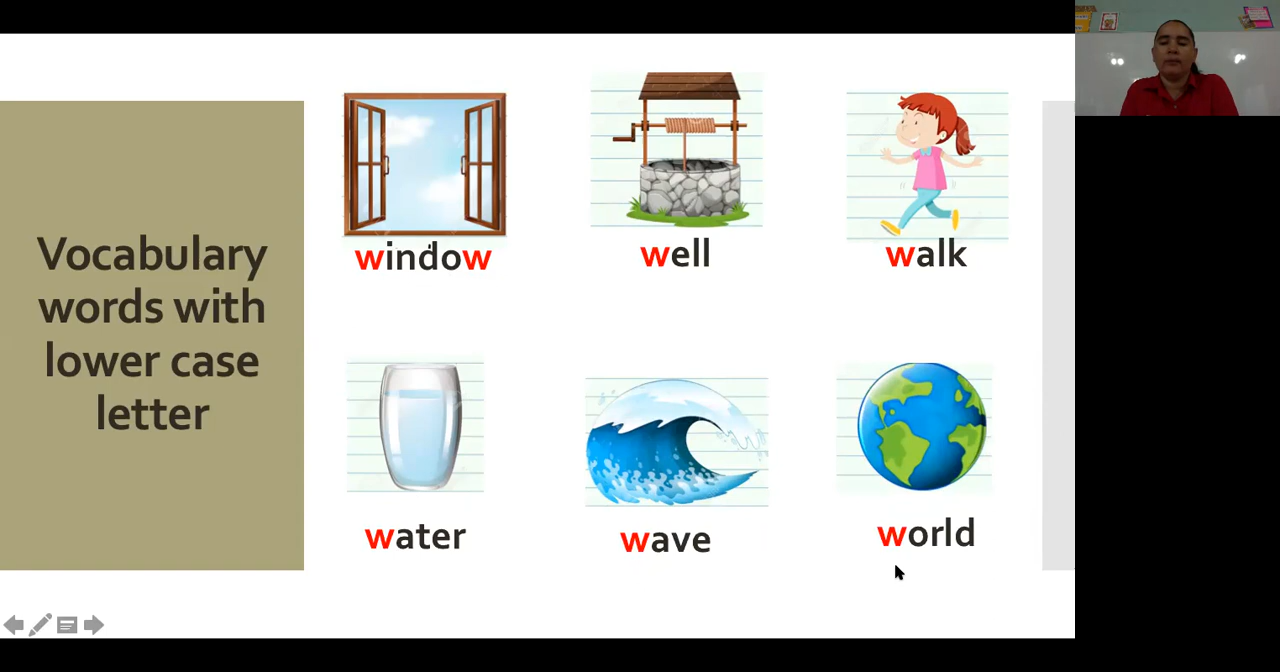 Vocabulary
words with
lower case
letter
window
well
walk
water
wave
world